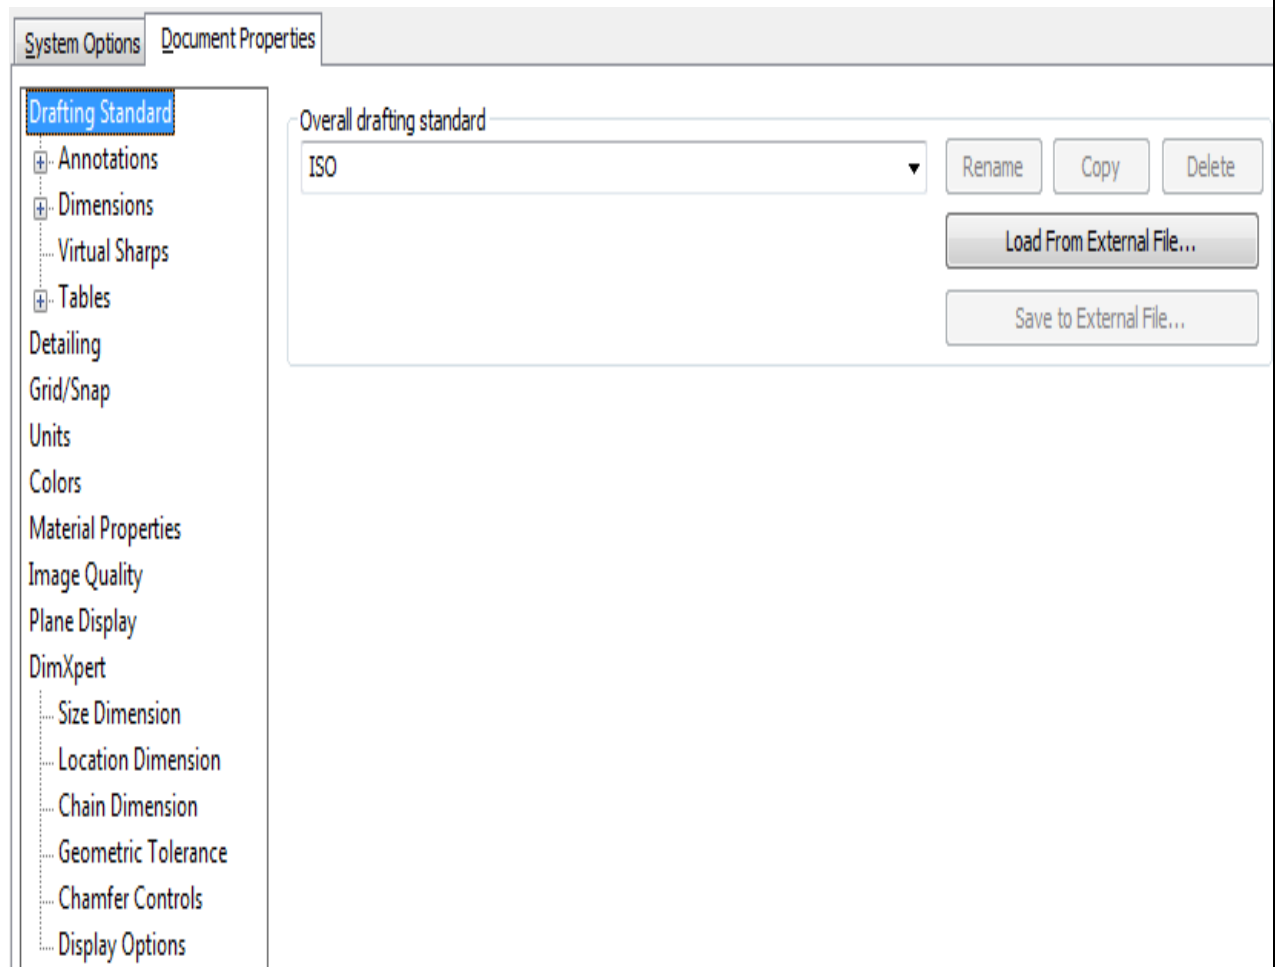 System Options
Document Properties
Drafting Standard
Annotations
Dimensions
Virtual Sharps
Tables
Detailing
Grid/Snap
Units
Colors
Material Properties
Image Quality
Plane Display
DimXpert
Size Dimension
Location Dimension
Chain Dimension
Geometric Tolerance
Chamfer Controls
Display Options
Overall drafting standard
ISO
Rename
Copy
Delete
Load From External File...
Save to External File...